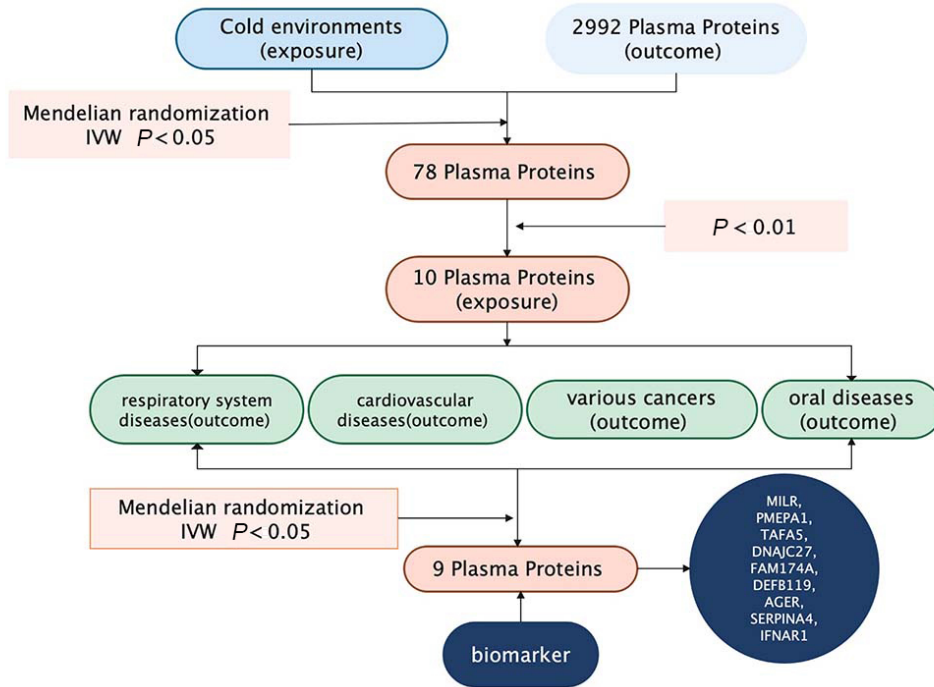 Cold environments
(exposure)
2992 Plasma Proteins
(outcome)
Mendelian randomization
IVW P<0.05
78 Plasma Proteins
P<0.01
10 Plasma Proteins
(exposure)
respiratory system
diseases(outcome)
cardiovascular
diseases(outcome)
various cancers
(outcome)
oral diseases
(outcome)
Mendelian randomization
IVW P<0.05
9 Plasma Proteins
MILR,
PMEPA1,
TAFA5,
DNAJC27,
FAM174A,
DEFB119,
AGER,
SERPINA4,
IFNAR1
biomarker